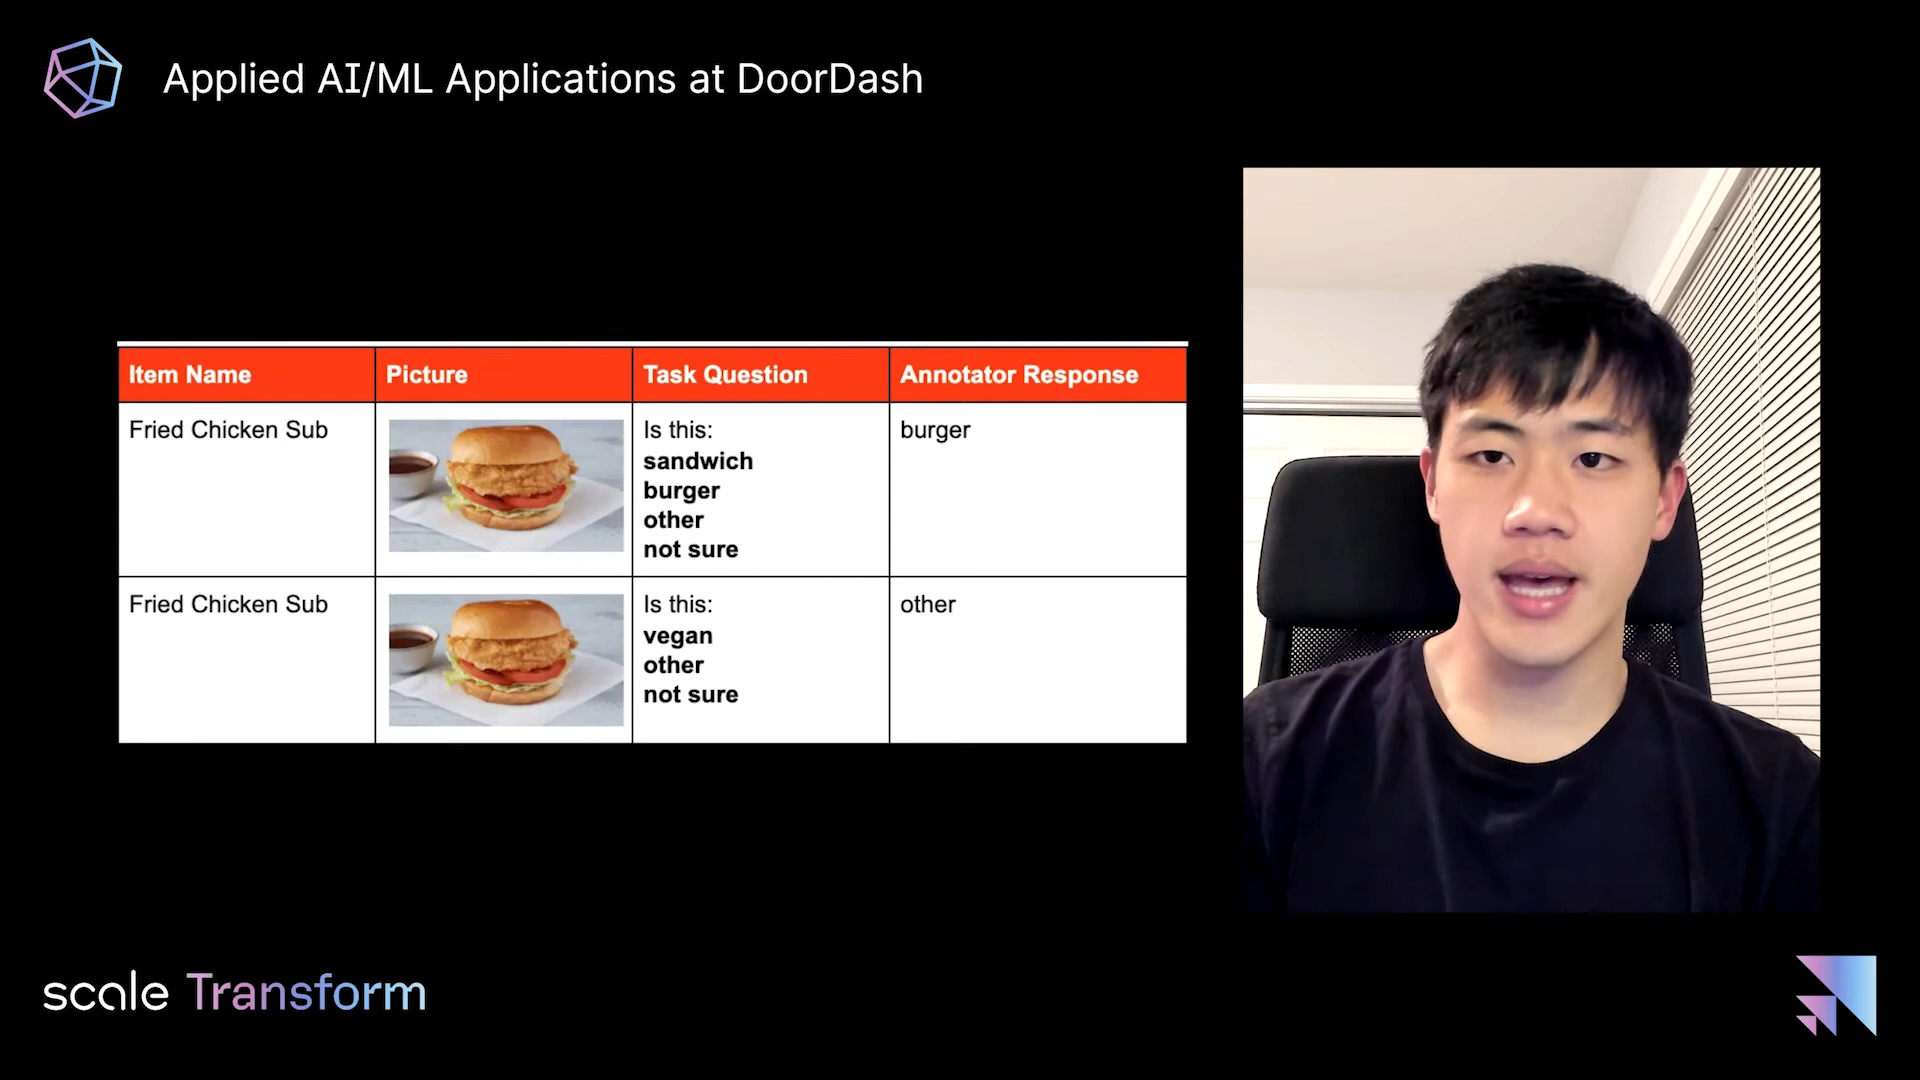 Applied AI/ML Applications at DoorDash
Item Name
Picture
Task Question
Annotator Response
Fried Chicken Sub
Is this:
sandwich
burger
other
not sure
burger
Fried Chicken Sub
Is this:
vegan
other
not sure
other
scale Transform